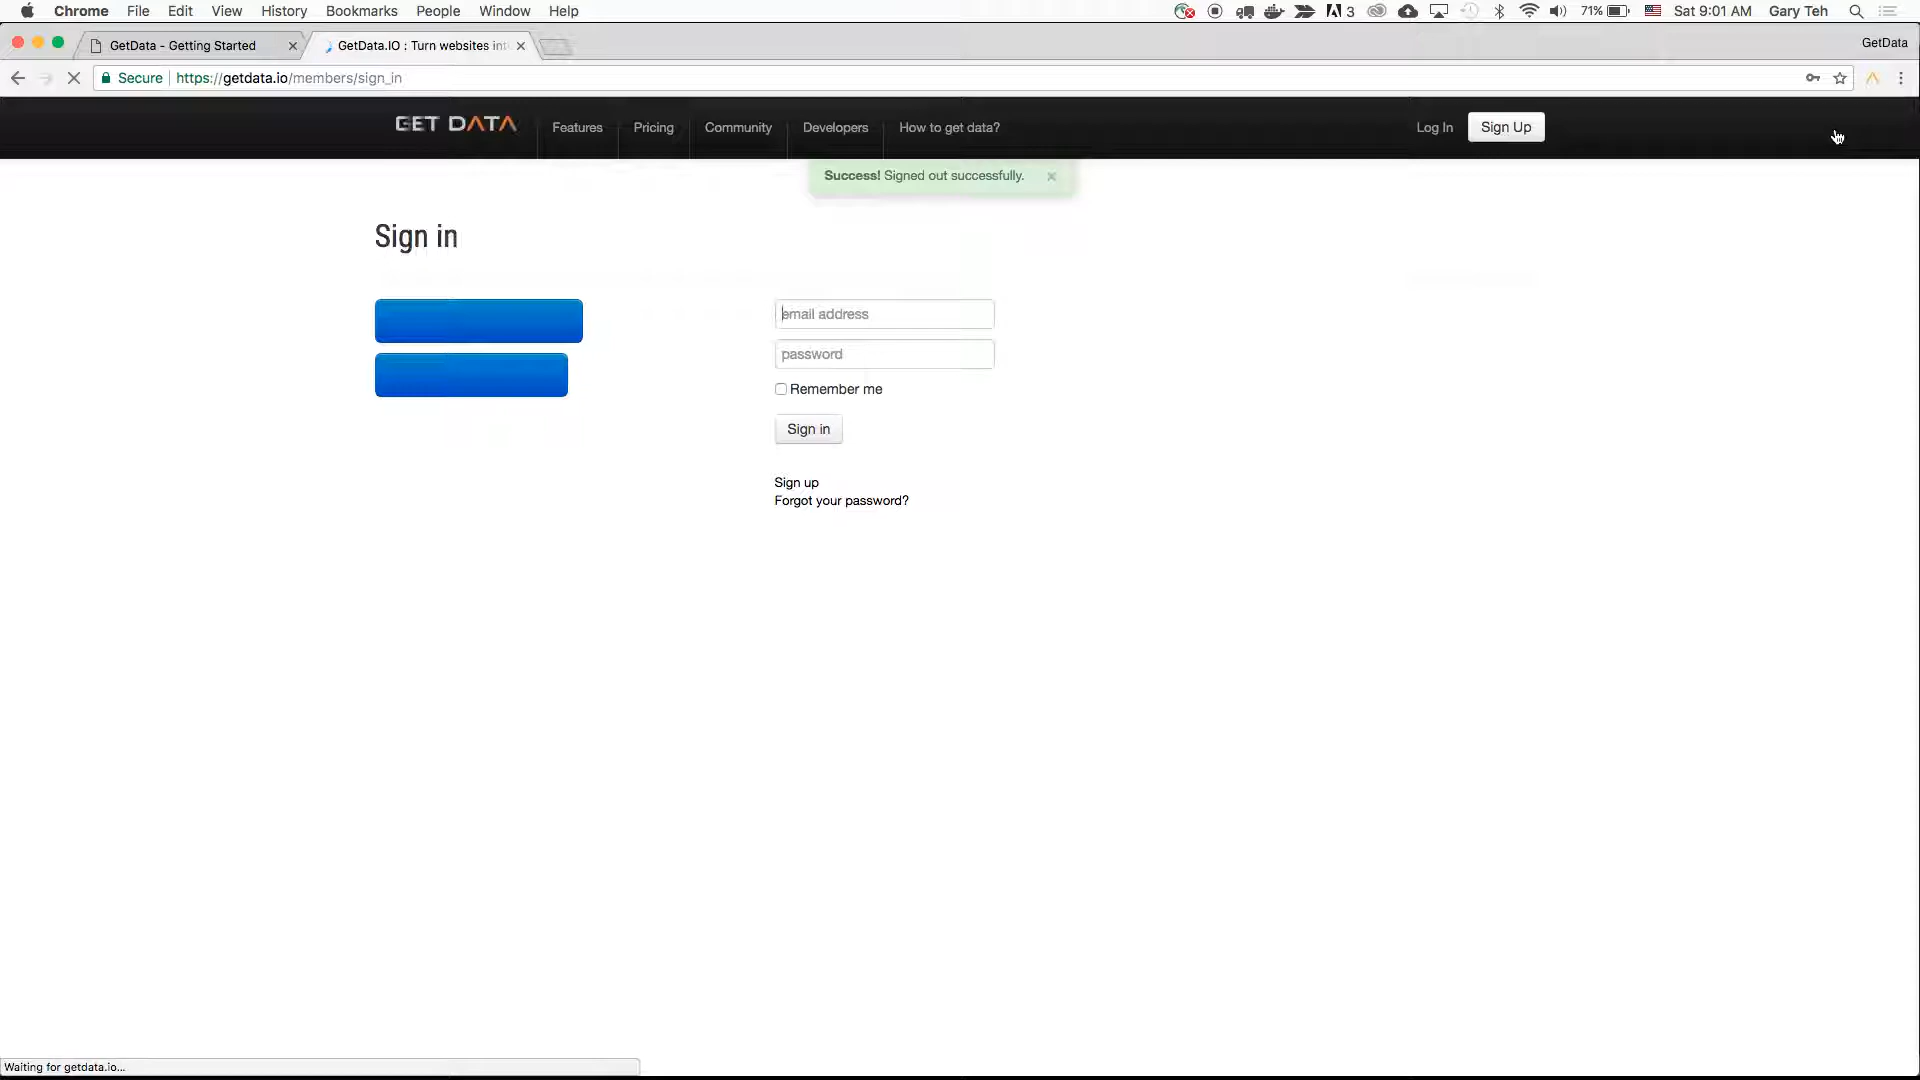 Chrome File Edit View History Bookmarks People Window Help 3 71% Sat 9:01 AM Gary Teh
GetData - Getting Started GetData.IO : Turn websites int GetData
Secure https://getdata.io/members/sign_in
GET DATA Features Pricing Community Developers How to get data? Log In Sign Up
Success! Signed out successfully. ×
Sign in
email address
password
Remember me
Sign in
Sign up
Forgot your password?
Waiting for getdata.io...